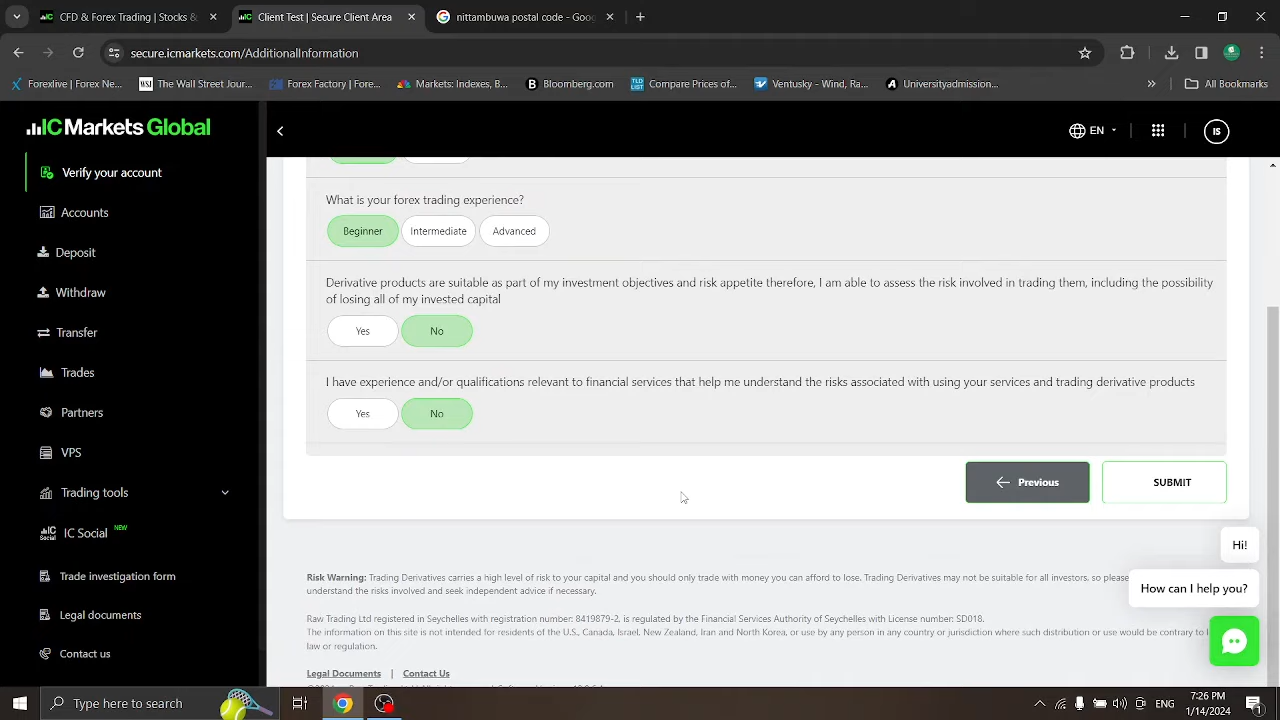 CFD & Forex Trading | Stocks &
Client Test | Secure Client Area
nittambuwa postal code - Goog
secure.icmarkets.com/AdditionalInformation
Forexlive | Forex Ne...
WSJ
The Wall Street Jour...
Forex Factory | Fore...
Markets: Indexes, B...
B
Bloomberg.com
TLD LIST
Compare Prices of...
Ventusky - Wind, Ra...
A
Universityadmission...
All Bookmarks
IC Markets Global
EN
IS
Verify your account
Accounts
Deposit
Withdraw
Transfer
Trades
Partners
VPS
Trading tools
IC Social
IC Social NEW
Trade investigation form
Legal documents
Contact us
What is your forex trading experience?
Beginner
Intermediate
Advanced
Derivative products are suitable as part of my investment objectives and risk appetite therefore, I am able to assess the risk involved in trading them, including the possibility
of losing all of my invested capital
Yes
No
I have experience and/or qualifications relevant to financial services that help me understand the risks associated with using your services and trading derivative products
Yes
No
Previous
SUBMIT
Hi!
How can I help you?
Risk Warning: Trading Derivatives carries a high level of risk to your capital and you should only trade with money you can afford to lose. Trading Derivatives may not be suitable for all investors, so please
understand the risks involved and seek independent advice if necessary.
Raw Trading Ltd registered in Seychelles with registration number: 8419879-2, is regulated by the Financial Services Authority of Seychelles with License number: SD018.
The information on this site is not intended for residents of the U.S., Canada, Israel, New Zealand, Iran and North Korea, or use by any person in any country or jurisdiction where such distribution or use would be contrary to
law or regulation.
Legal Documents | Contact Us
Type here to search
ENG
7:26 PM
1/14/2024